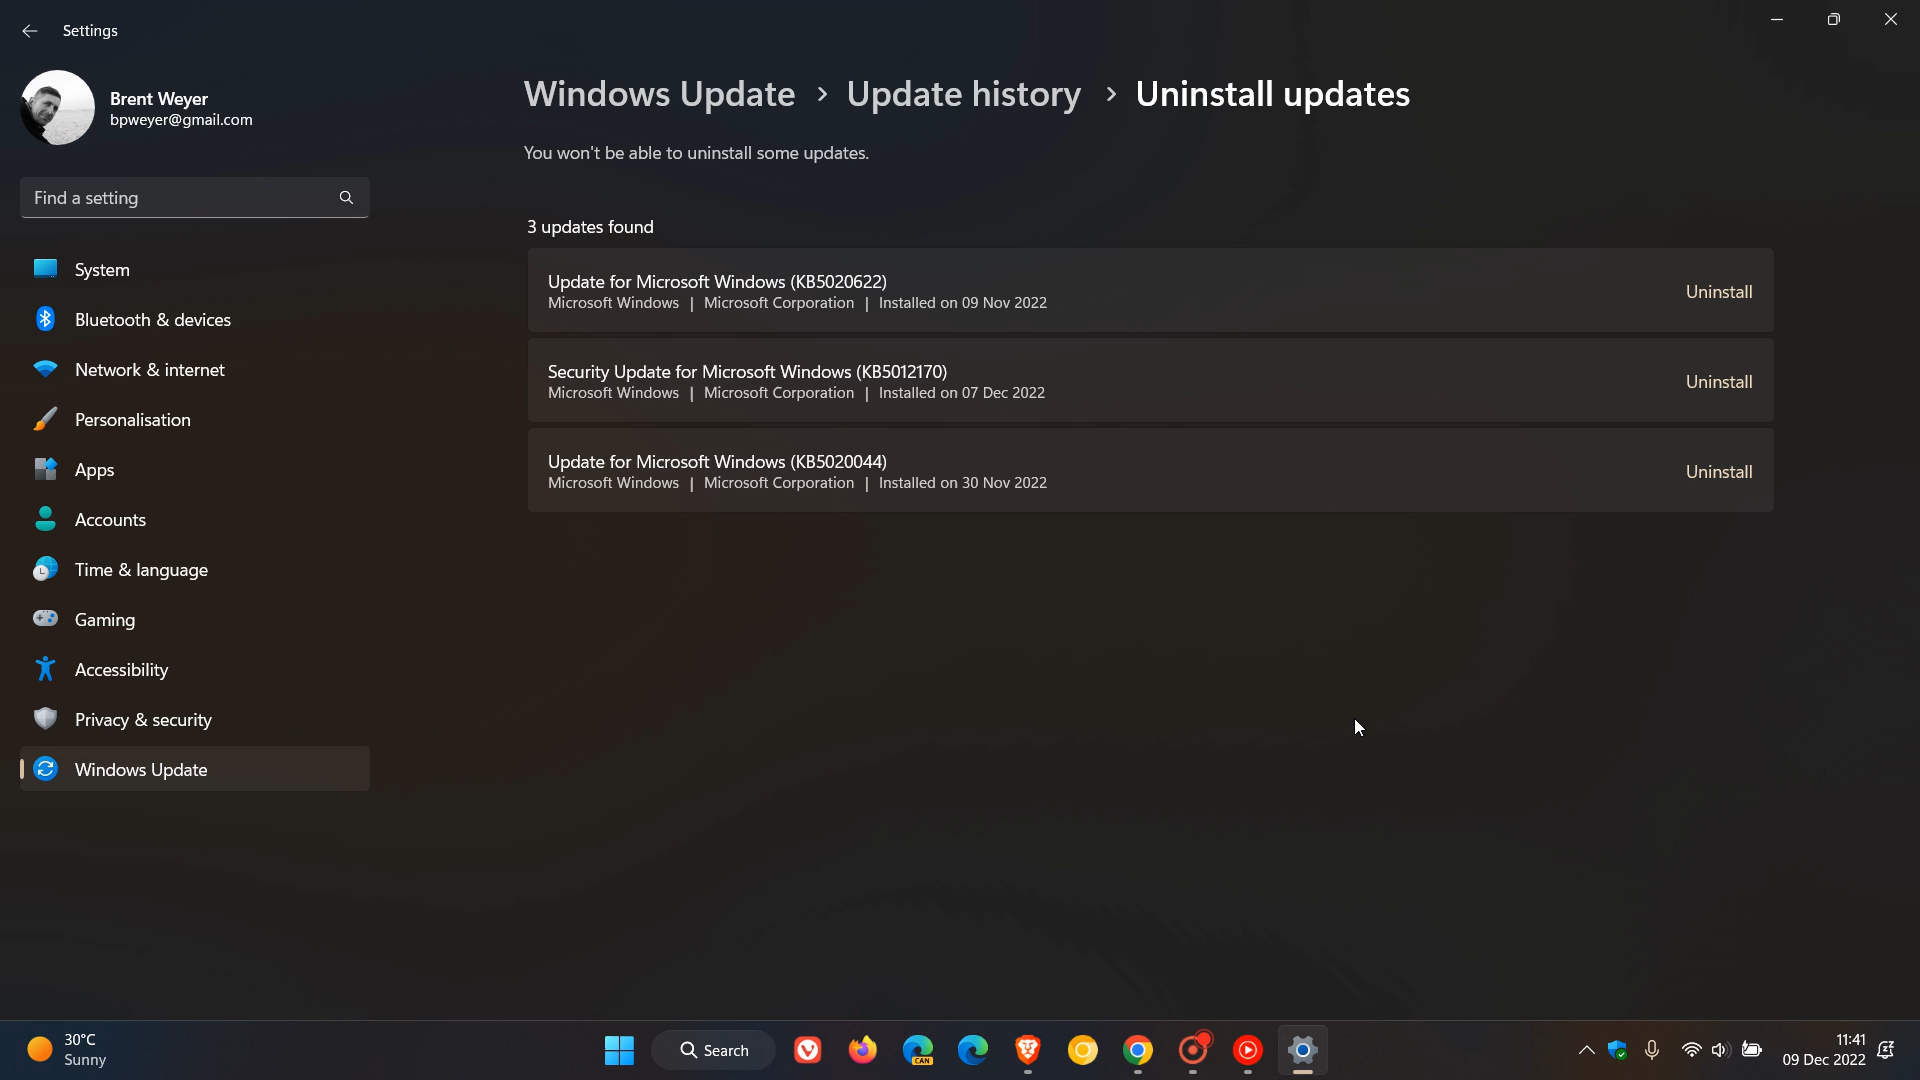 Settings
Brent Weyer
bpweyer@gmail.com
Find a setting
System
Bluetooth & devices
Network & internet
Personalisation
Apps
Accounts
Time & language
Gaming
Accessibility
Privacy & security
Windows Update
Windows Update > Update history > Uninstall updates
You won't be able to uninstall some updates.
3 updates found
Update for Microsoft Windows (KB5020622)
Microsoft Windows | Microsoft Corporation | Installed on 09 Nov 2022
Uninstall
Security Update for Microsoft Windows (KB5012170)
Microsoft Windows | Microsoft Corporation | Installed on 07 Dec 2022
Uninstall
Update for Microsoft Windows (KB5020044)
Microsoft Windows | Microsoft Corporation | Installed on 30 Nov 2022
Uninstall
30°C
Sunny
Search
CAN
11:41
09 Dec 2022